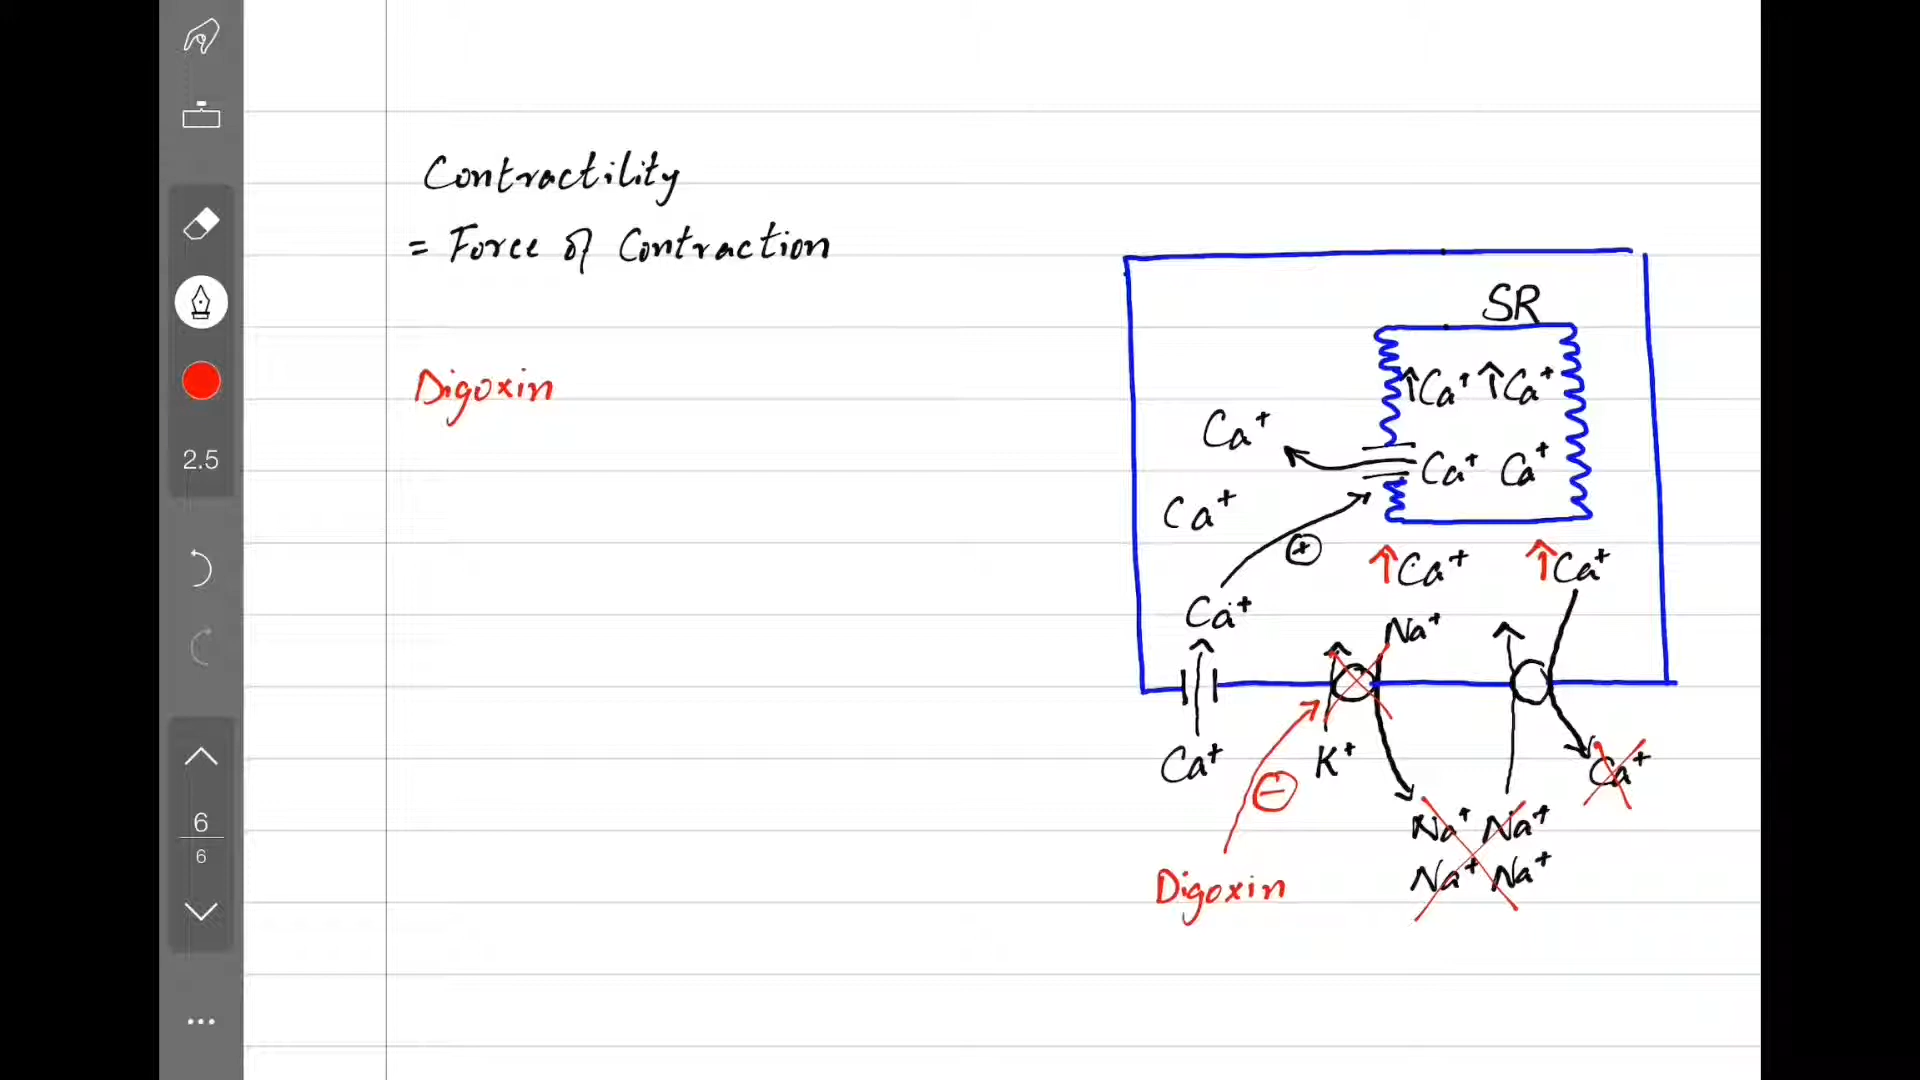 Contractility
= Force of Contraction
SR
Digoxin
↑Ca⁺ ↑Ca⁺
Ca⁺
Ca⁺ Ca⁺
2.5
Ca⁺
+
↑Ca⁺ ↑Ca⁺
Ca⁺
Na⁺
Ca⁺ K⁺ Ca⁺
−
6
6
Na⁺ Na⁺
Na⁺ Na⁺
Digoxin